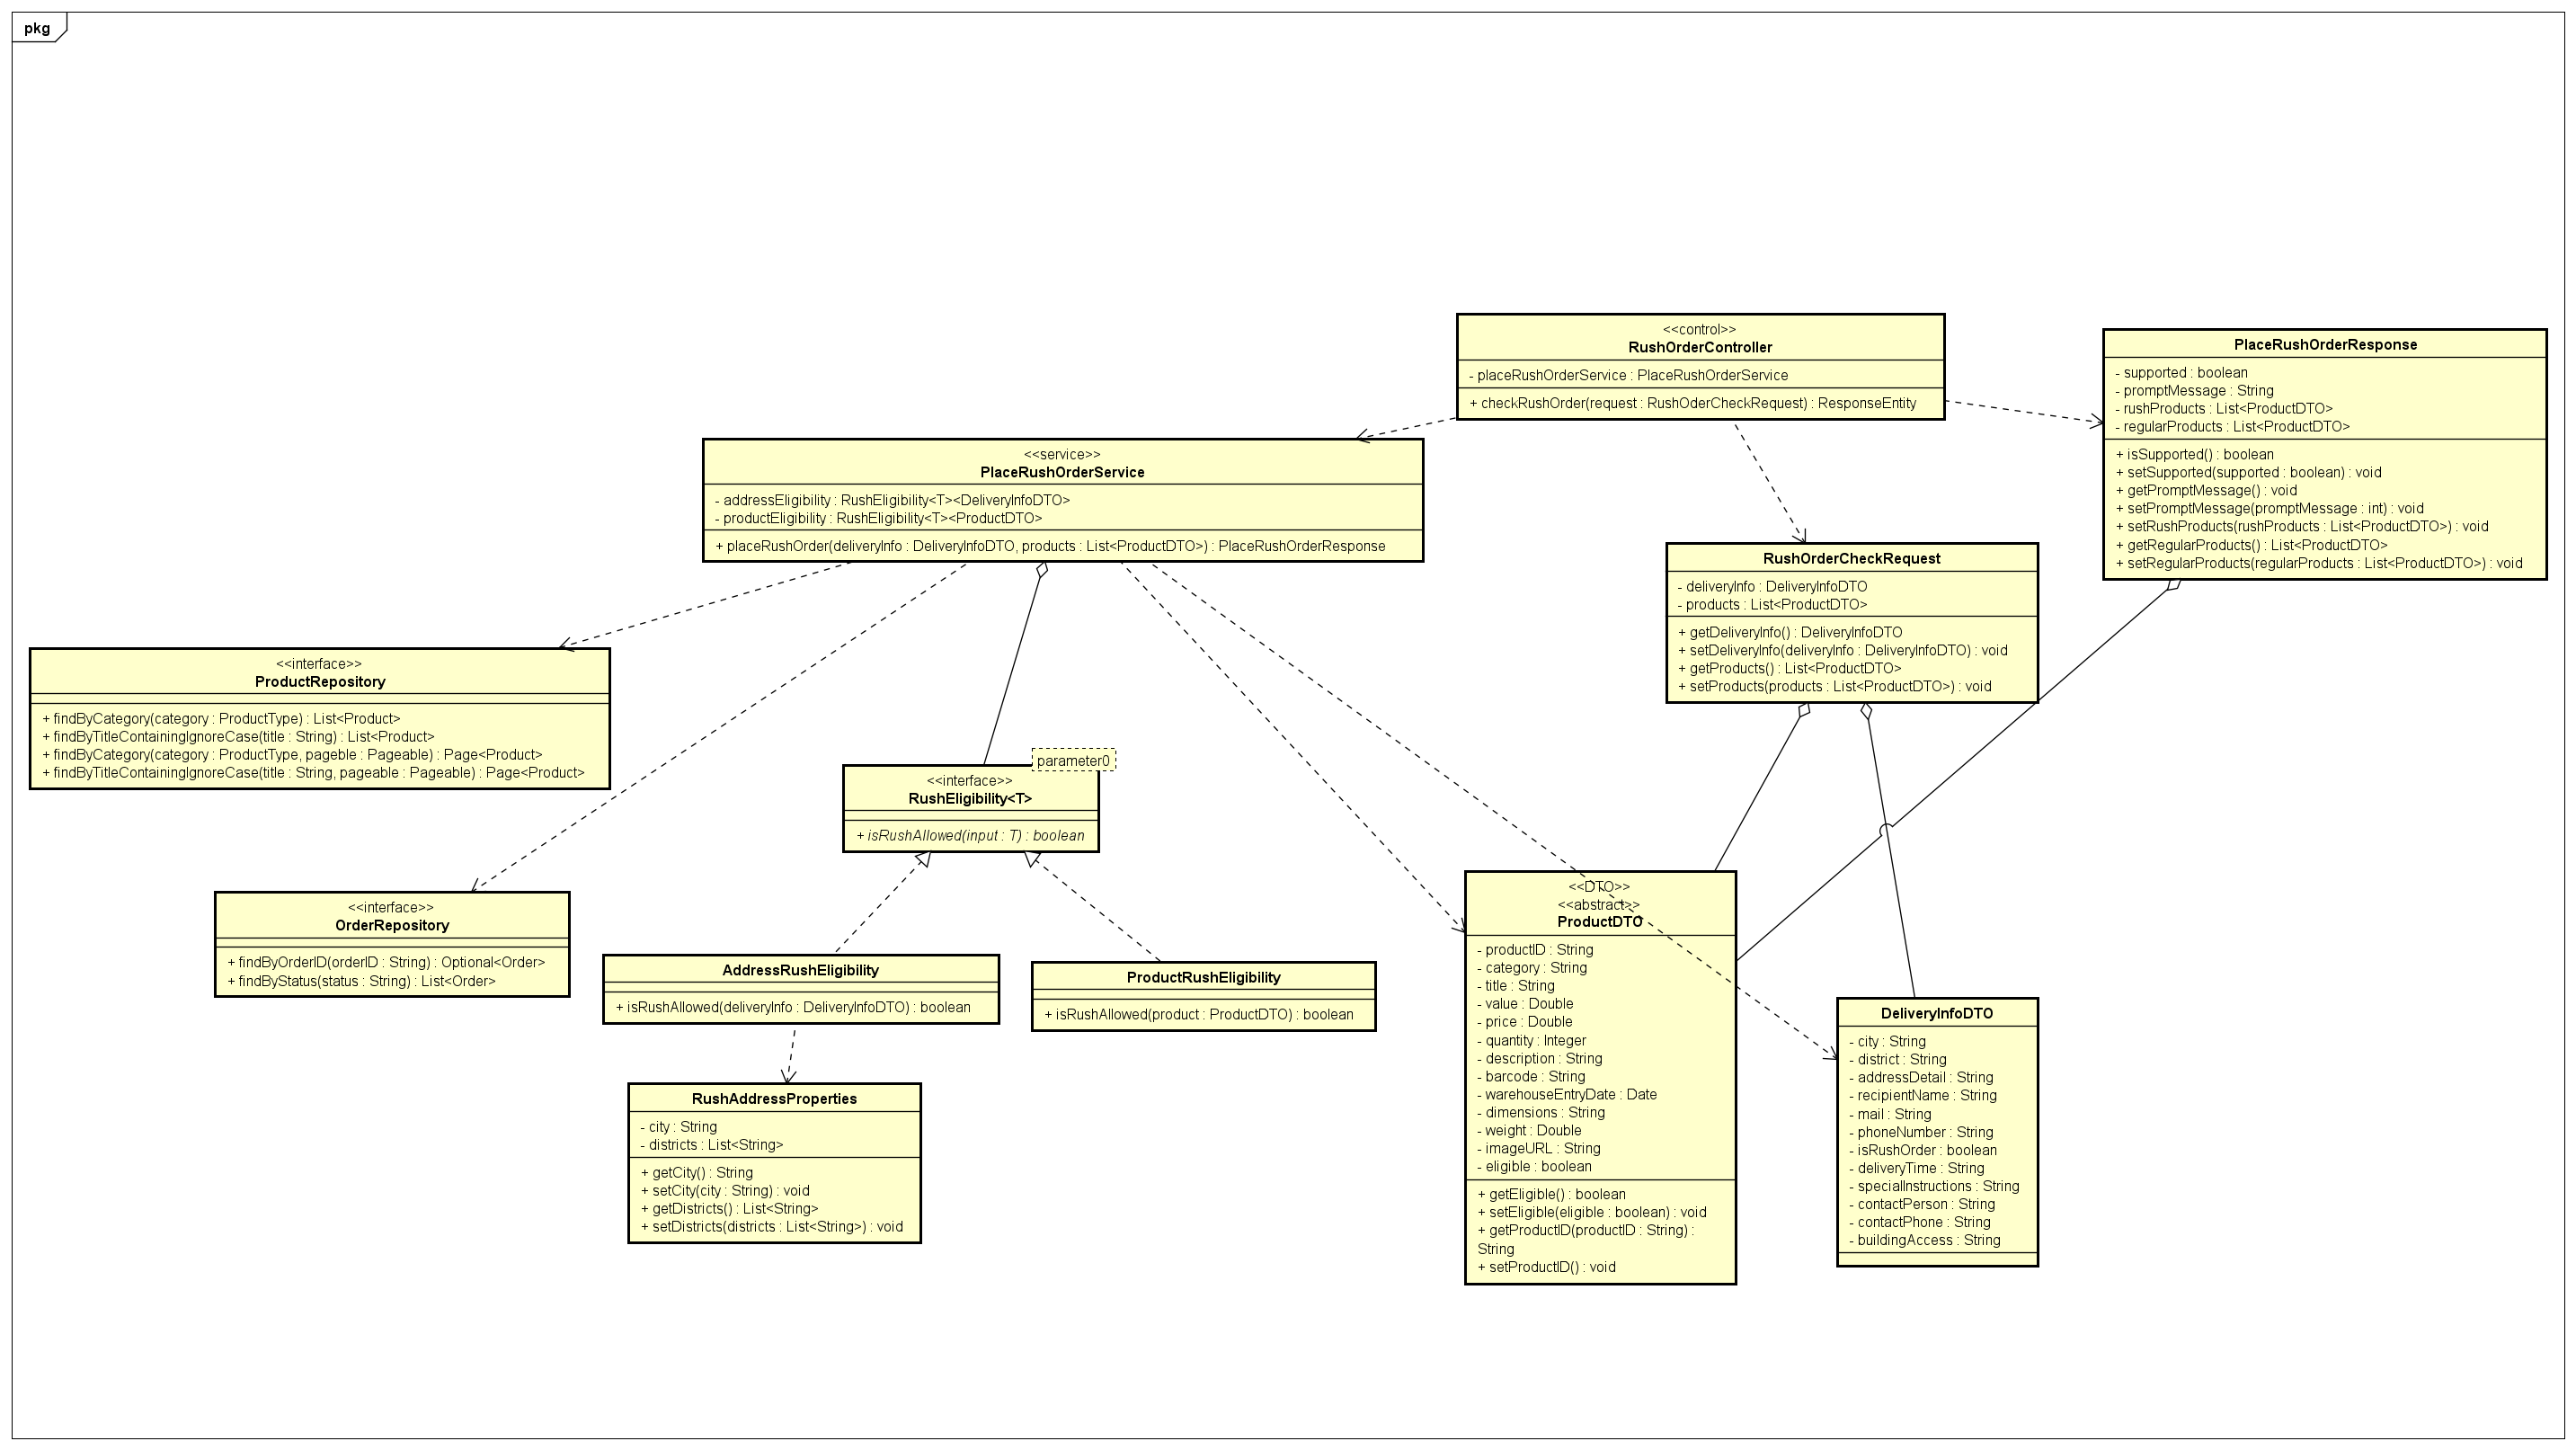 pkg
<<control>>
RushOrderController
- placeRushOrderService : PlaceRushOrderService
+ checkRushOrder(request : RushOderCheckRequest) : ResponseEntity
PlaceRushOrderResponse
- supported : boolean
- promptMessage : String
- rushProducts : List<ProductDTO>
- regularProducts : List<ProductDTO>
+ isSupported() : boolean
+ setSupported(supported : boolean) : void
+ getPromptMessage() : void
+ setPromptMessage(promptMessage : int) : void
+ setRushProducts(rushProducts : List<ProductDTO>) : void
+ getRegularProducts() : List<ProductDTO>
+ setRegularProducts(regularProducts : List<ProductDTO>) : void
<<service>>
PlaceRushOrderService
- addressEligibility : RushEligibility<T><DeliveryInfoDTO>
- productEligibility : RushEligibility<T><ProductDTO>
+ placeRushOrder(deliveryInfo : DeliveryInfoDTO, products : List<ProductDTO>) : PlaceRushOrderResponse
RushOrderCheckRequest
- deliveryInfo : DeliveryInfoDTO
- products : List<ProductDTO>
+ getDeliveryInfo() : DeliveryInfoDTO
+ setDeliveryInfo(deliveryInfo : DeliveryInfoDTO) : void
+ getProducts() : List<ProductDTO>
+ setProducts(products : List<ProductDTO>) : void
<<interface>>
ProductRepository
+ findByCategory(category : ProductType) : List<Product>
+ findByTitleContainingIgnoreCase(title : String) : List<Product>
+ findByCategory(category : ProductType, pageble : Pageable) : Page<Product>
+ findByTitleContainingIgnoreCase(title : String, pageable : Pageable) : Page<Product>
parameter0
<<interface>>
RushEligibility<T>
+ isRushAllowed(input : T) : boolean
<<interface>>
OrderRepository
+ findByOrderID(orderID : String) : Optional<Order>
+ findByStatus(status : String) : List<Order>
AddressRushEligibility
+ isRushAllowed(deliveryInfo : DeliveryInfoDTO) : boolean
ProductRushEligibility
+ isRushAllowed(product : ProductDTO) : boolean
RushAddressProperties
- city : String
- districts : List<String>
+ getCity() : String
+ setCity(city : String) : void
+ getDistricts() : List<String>
+ setDistricts(districts : List<String>) : void
<<DTO>>
<<abstract>>
ProductDTO
- productID : String
- category : String
- title : String
- value : Double
- price : Double
- quantity : Integer
- description : String
- barcode : String
- warehouseEntryDate : Date
- dimensions : String
- weight : Double
- imageURL : String
- eligible : boolean
+ getEligible() : boolean
+ setEligible(eligible : boolean) : void
+ getProductID(productID : String) :
String
+ setProductID() : void
DeliveryInfoDTO
- city : String
- district : String
- addressDetail : String
- recipientName : String
- mail : String
- phoneNumber : String
- isRushOrder : boolean
- deliveryTime : String
- specialInstructions : String
- contactPerson : String
- contactPhone : String
- buildingAccess : String